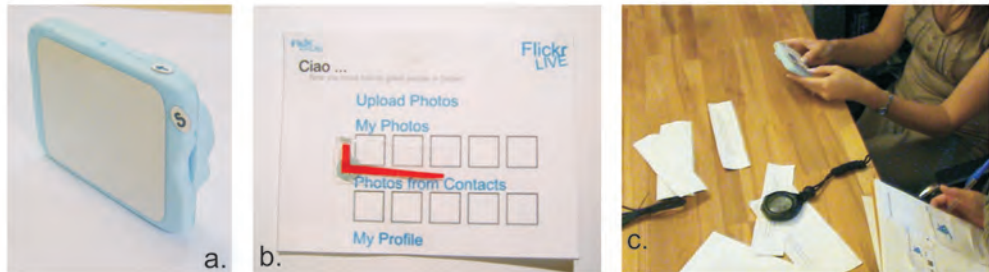 S
a.
Flickr
LIVE
Ciao ...
Upload Photos
My Photos
Photos from Contacts
My Profile
b.
c.